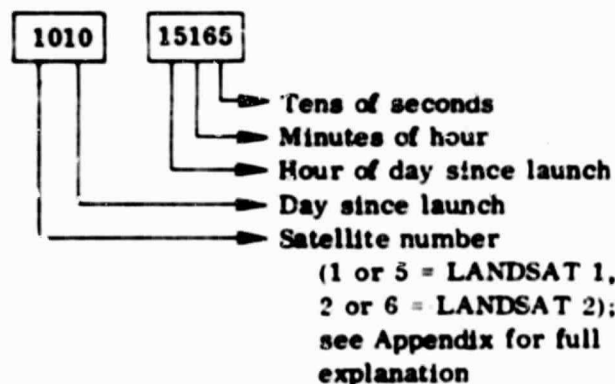 1010 15165
Tens of seconds
Minutes of hour
Hour of day since launch
Day since launch
Satellite number
(1 or 5 = LANDSAT 1,
2 or 6 = LANDSAT 2);
see Appendix for full
explanation